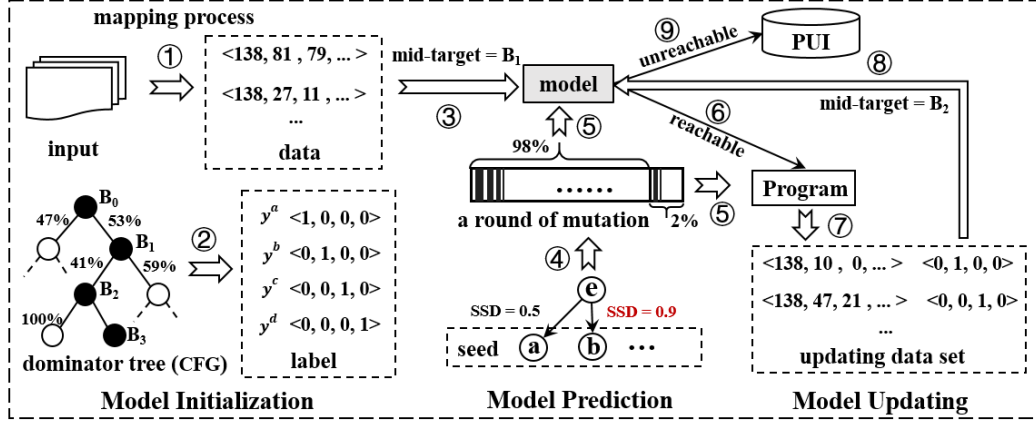 mapping process
①
<138, 81 , 79, ... >
<138, 27, 11 , ... >
...
data
input
mid-target = B1
③
model
⑨
unreachable
PUI
⑧
mid-target = B2
⑥
reachable
Program
⑤
98%
......
a round of mutation
2%
⑤
⑦
④
e
SSD = 0.5
SSD = 0.9
seed
a
b
...
B0
47%
53%
B1
41%
59%
B2
100%
B3
dominator tree (CFG)
②
y^a <1, 0, 0, 0>
y^b <0, 1, 0, 0>
y^c <0, 0, 1, 0>
y^d <0, 0, 0, 1>
label
<138, 10 , 0, ... > <0, 1, 0, 0>
<138, 47, 21 , ... > <0, 0, 1, 0>
...
updating data set
Model Initialization
Model Prediction
Model Updating